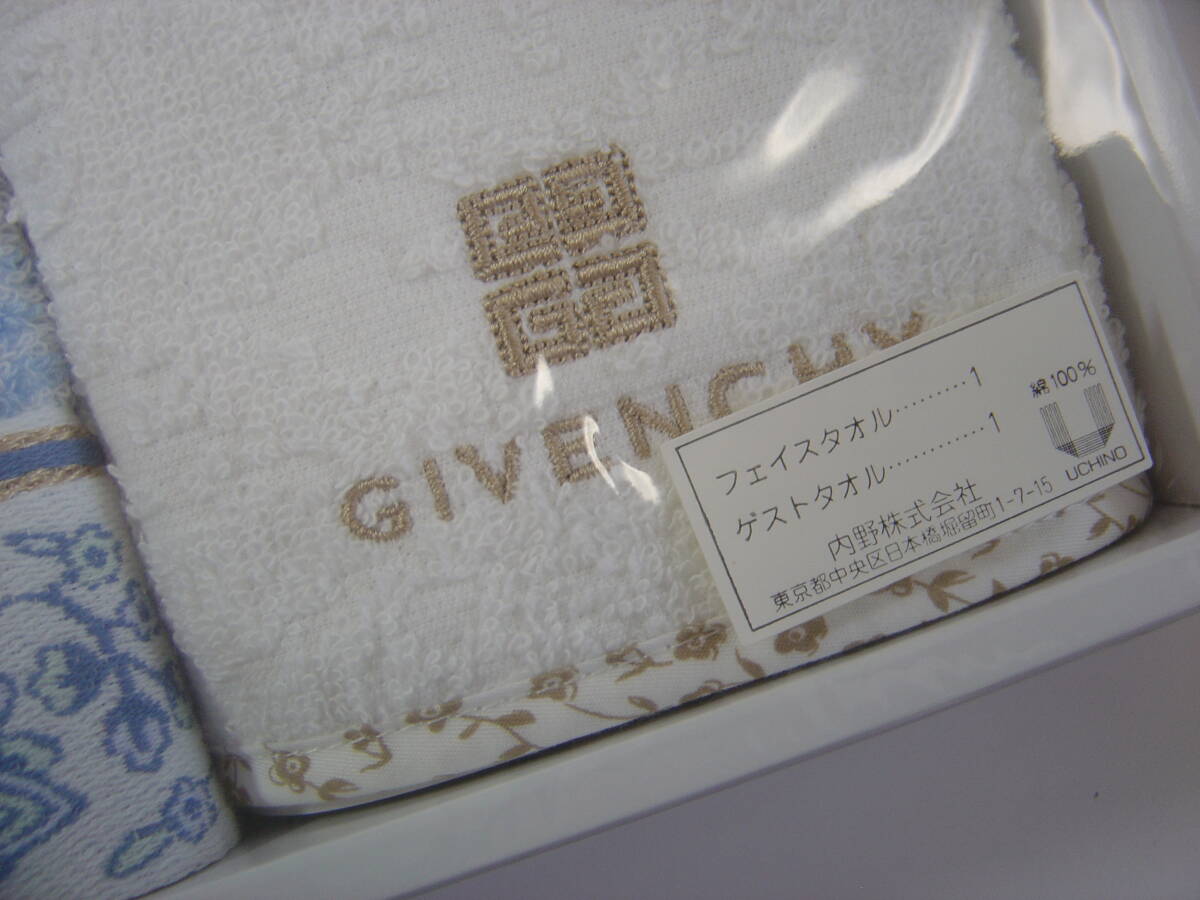 GIVENCHY
フェイスタオル………1
ゲストタオル…………1
綿100%
UCHINO
内野株式会社
東京都中央区日本橋堀留町1-7-15